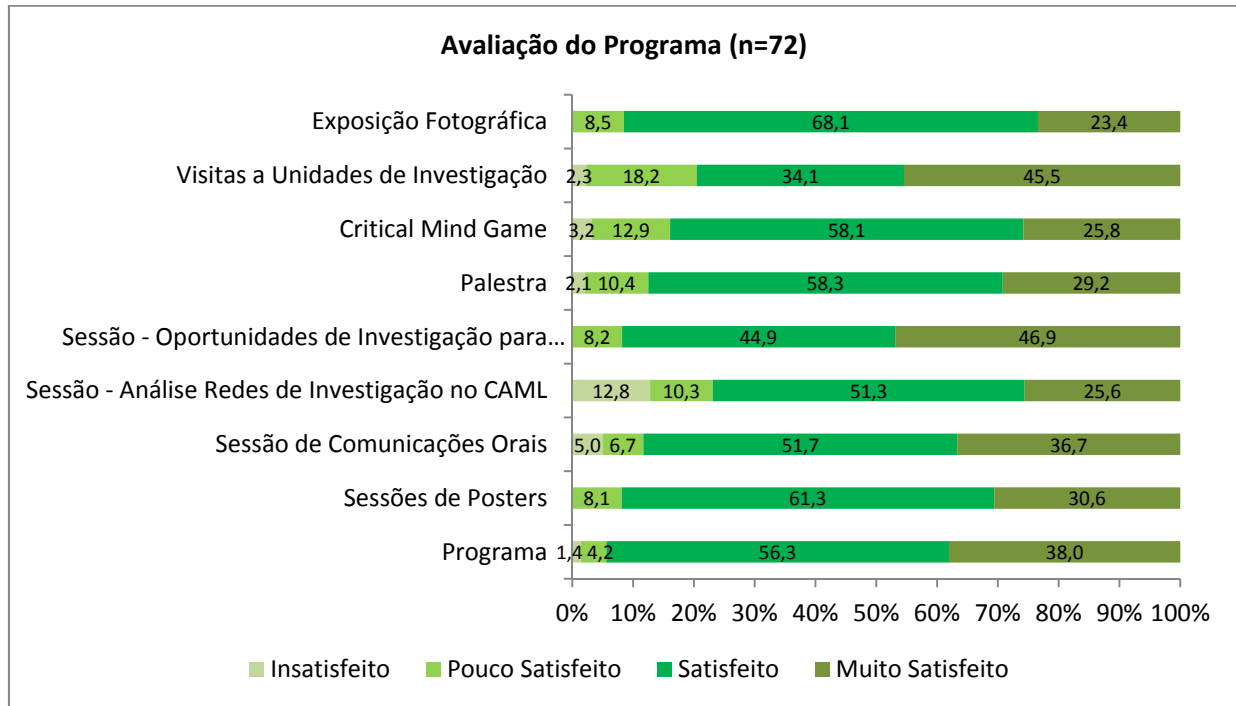 Avaliação do Programa (n=72)
Exposição Fotográfica 8,5 68,1 23,4
Visitas a Unidades de Investigação 2,3 18,2 34,1 45,5
Critical Mind Game 3,2 12,9 58,1 25,8
Palestra 2,1 10,4 58,3 29,2
Sessão - Oportunidades de Investigação para... 8,2 44,9 46,9
Sessão - Análise Redes de Investigação no CAML 12,8 10,3 51,3 25,6
Sessão de Comunicações Orais 5,0 6,7 51,7 36,7
Sessões de Posters 8,1 61,3 30,6
Programa 1,4 4,2 56,3 38,0
0% 10% 20% 30% 40% 50% 60% 70% 80% 90% 100%
Insatisfeito Pouco Satisfeito Satisfeito Muito Satisfeito